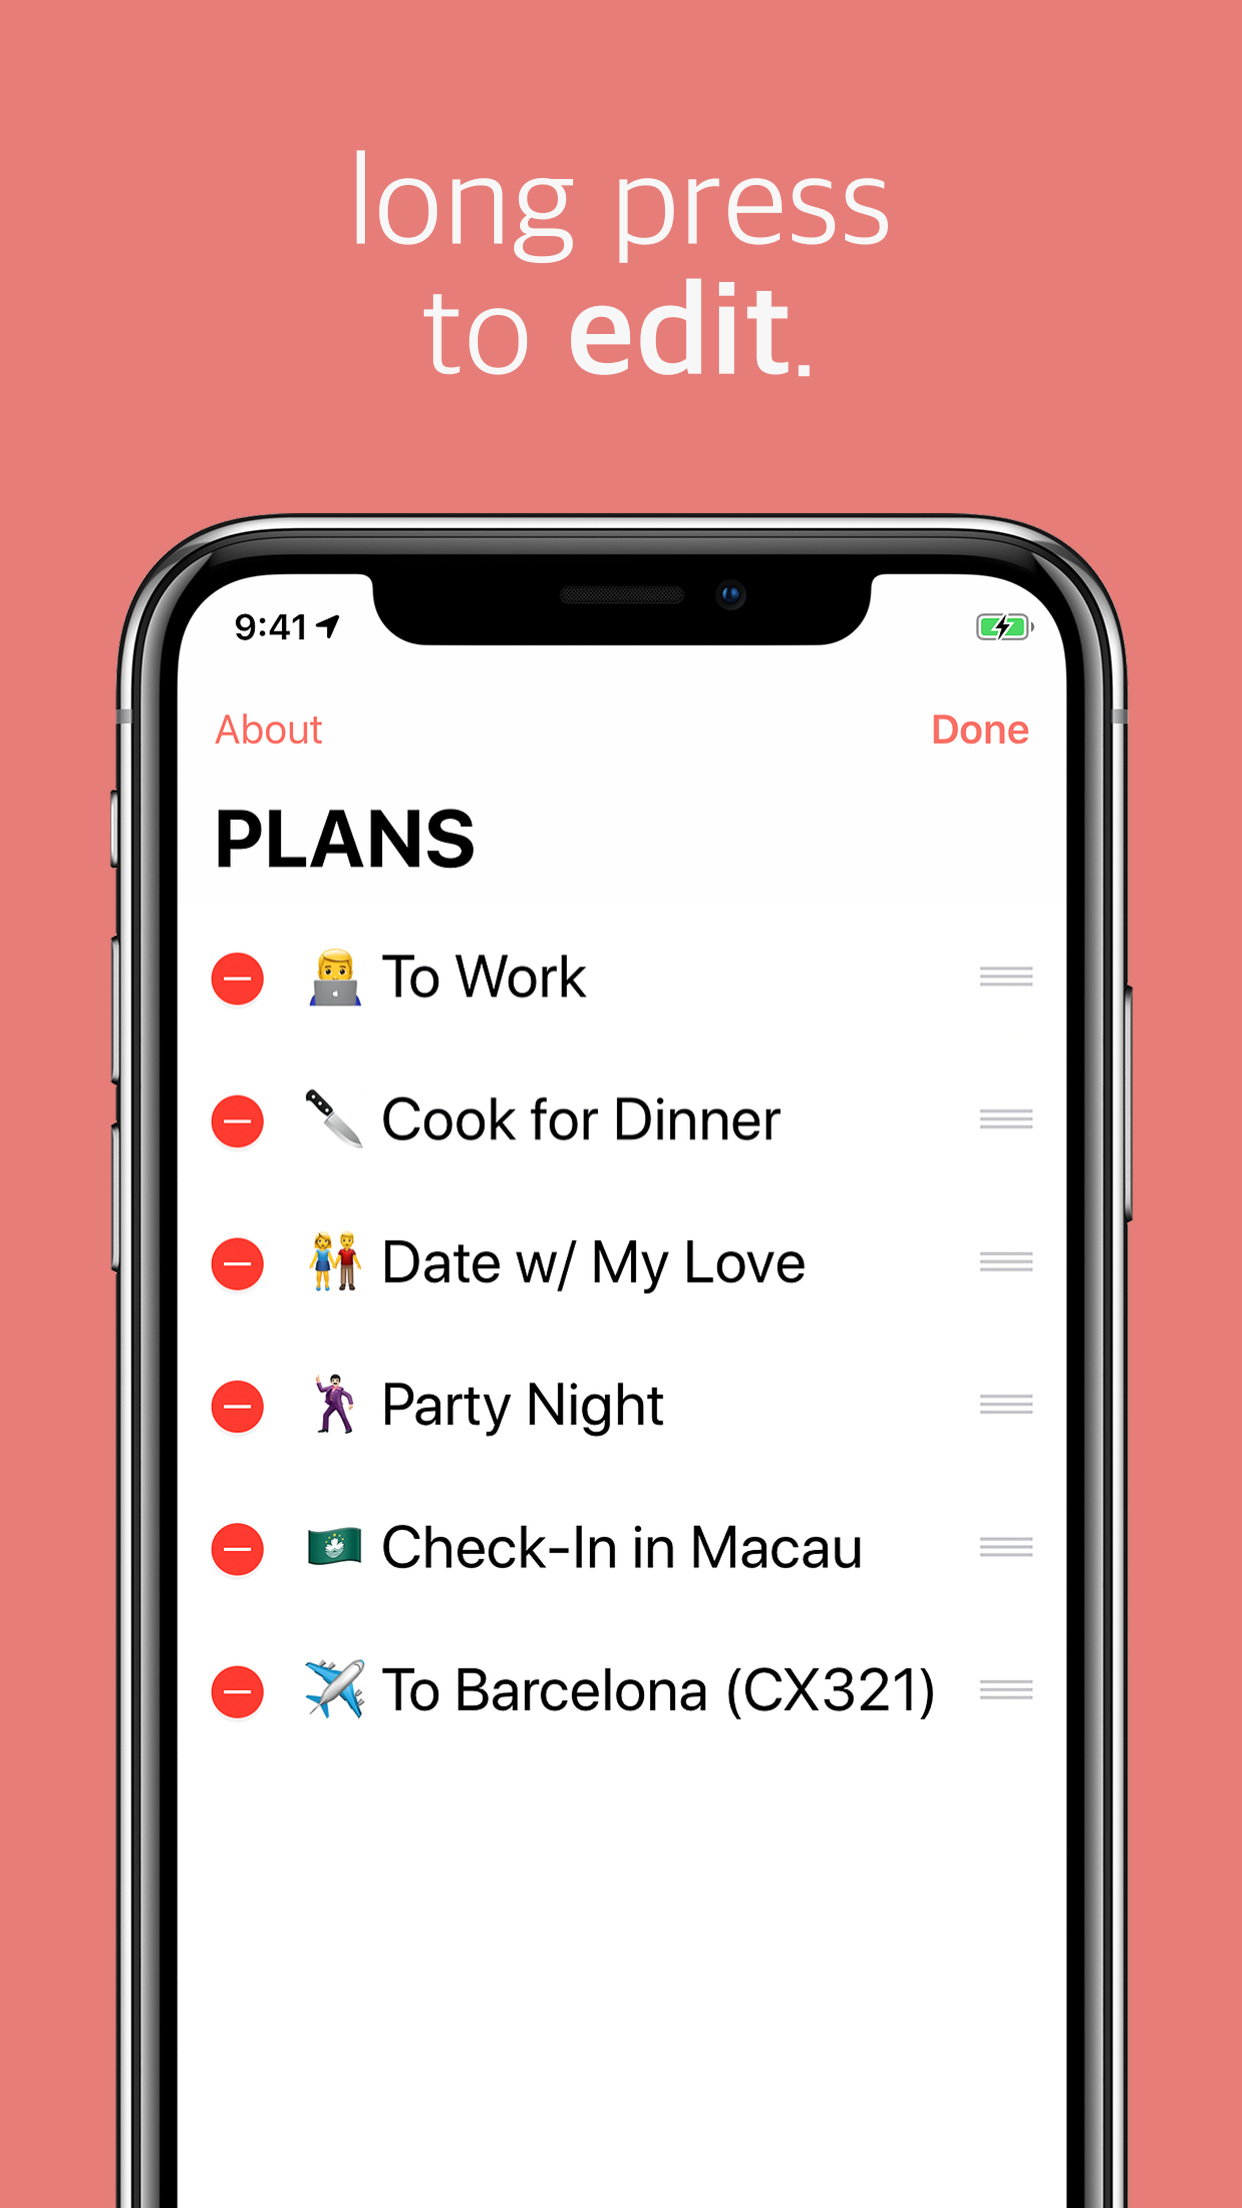 long press
to edit.
9:41
About
Done
PLANS
To Work
Cook for Dinner
Date w/ My Love
Party Night
Check-In in Macau
To Barcelona (CX321)